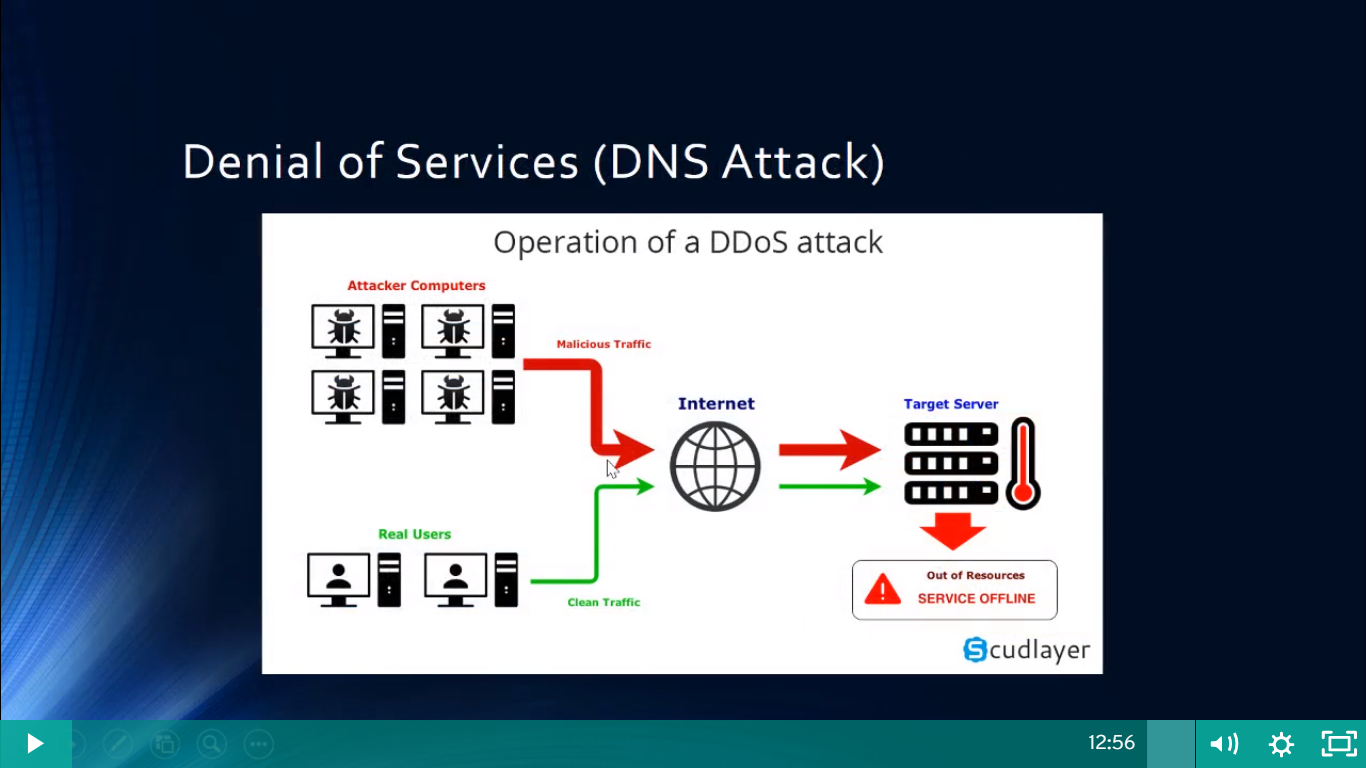 Denial of Services (DNS Attack)
Operation of a DDoS attack
Attacker Computers
Malicious Traffic
Internet
Target Server
Real Users
Clean Traffic
Out of Resources
SERVICE OFFLINE
Scudlayer
12:56